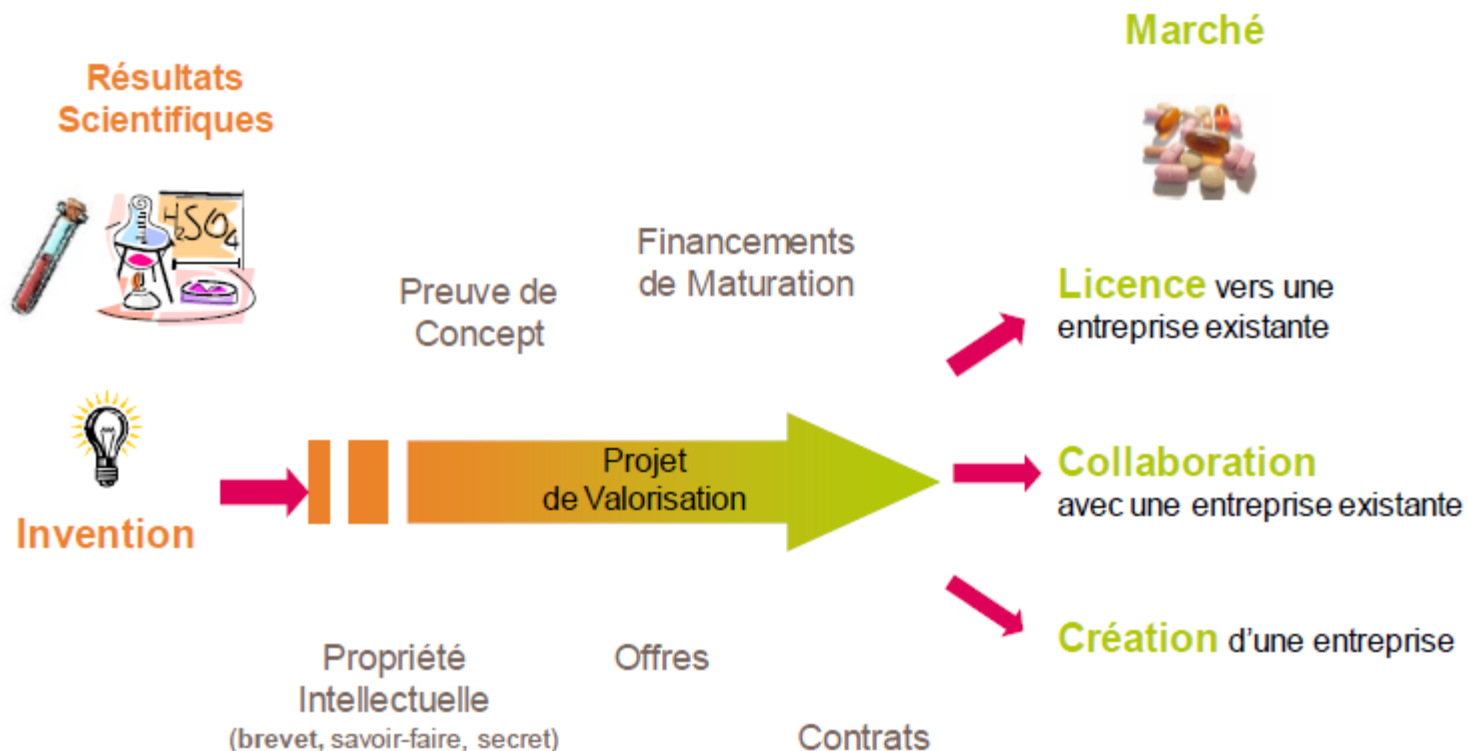 Marché
Résultats
Scientifiques
H2SO4
Financements
de Maturation
Preuve de
Concept
Licence vers une
entreprise existante
Projet
de Valorisation
Invention
Collaboration
avec une entreprise existante
Création d’une entreprise
Propriété
Intellectuelle
(brevet, savoir-faire, secret)
Offres
Contrats